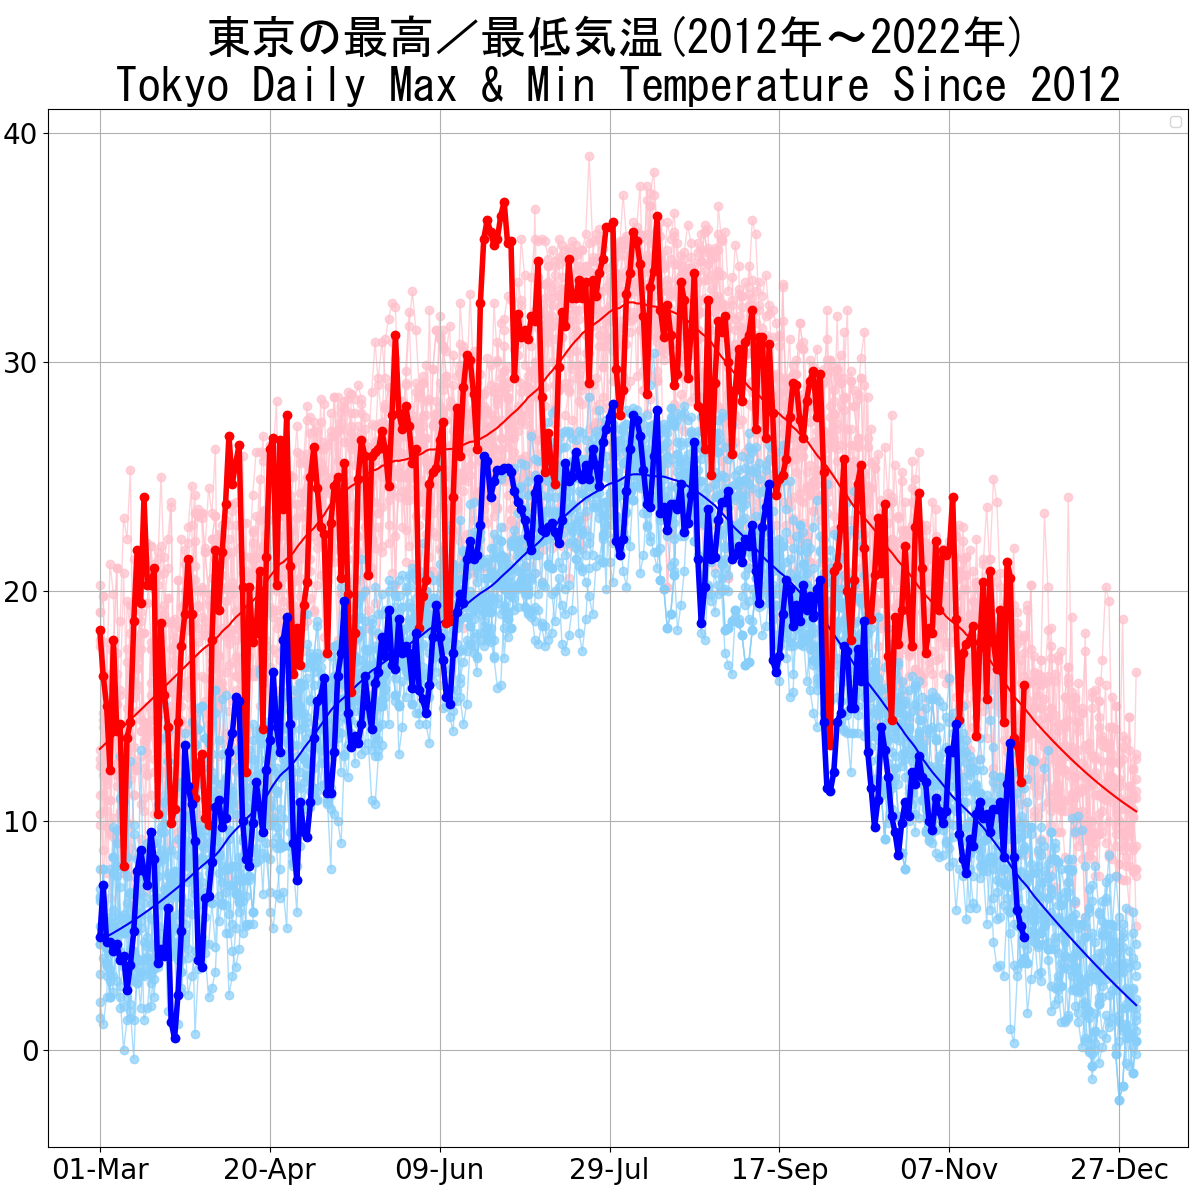 東京の最高／最低気温(2012年～2022年)
Tokyo Daily Max & Min Temperature Since 2012
40
30
20
10
0
01-Mar 20-Apr 09-Jun 29-Jul 17-Sep 07-Nov 27-Dec